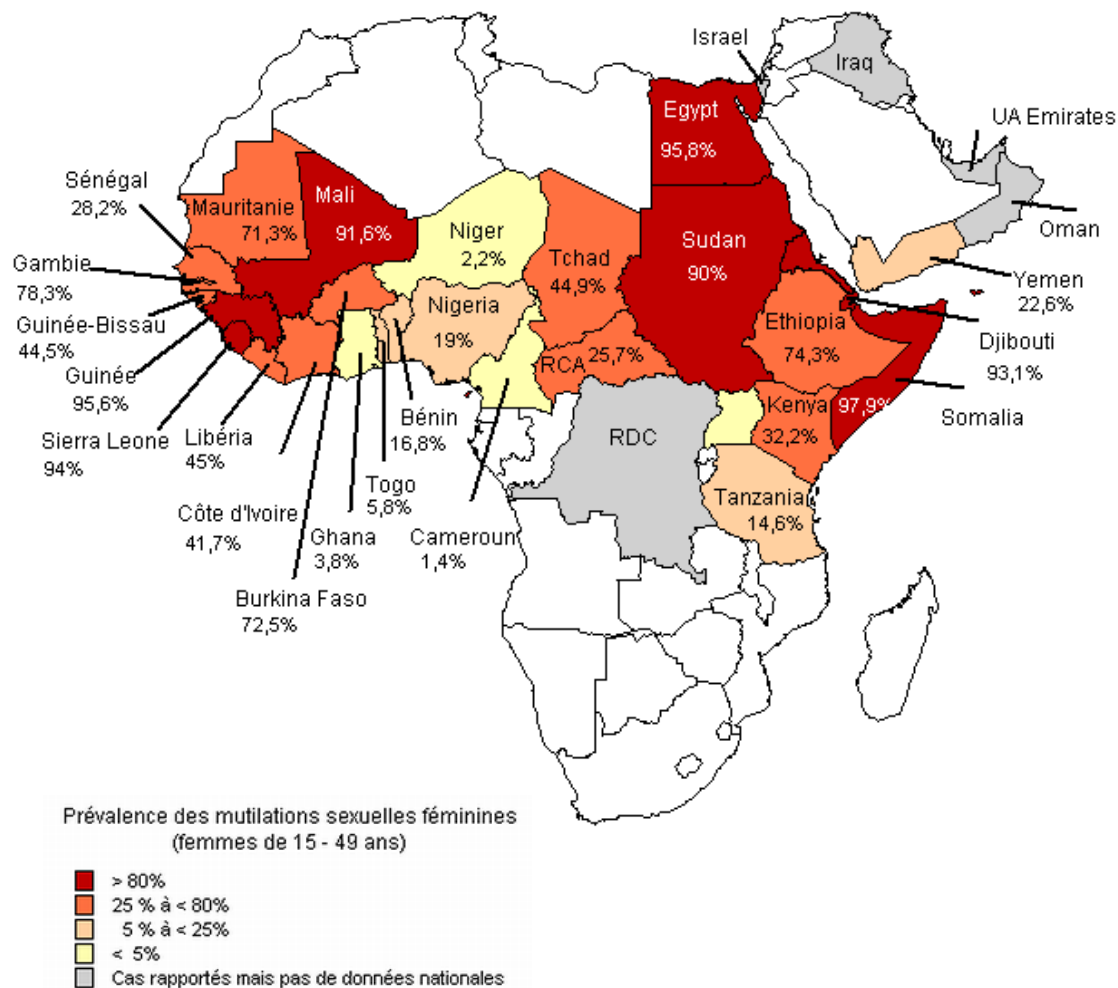 Israel
Iraq
UA Emirates
Oman
Egypt
95,8%
Sénégal
28,2%
Mauritanie
71,3%
Mali
91,6%
Niger
2,2%
Tchad
44,9%
Sudan
90%
Yemen
22,6%
Gambie
78,3%
Guinée-Bissau
44,5%
Guinée
95,6%
Sierra Leone
94%
Libéria
45%
Côte d'Ivoire
41,7%
Burkina Faso
72,5%
Ghana
3,8%
Togo
5,8%
Bénin
16,8%
Nigeria
19%
Cameroun
1,4%
RCA
25,7%
Ethiopia
74,3%
Djibouti
93,1%
Somalia
97,9%
Kenya
32,2%
RDC
Tanzania
14,6%
Prévalence des mutilations sexuelles féminines
(femmes de 15 - 49 ans)
> 80%
25 % à < 80%
5 % à < 25%
< 5%
Cas rapportés mais pas de données nationales